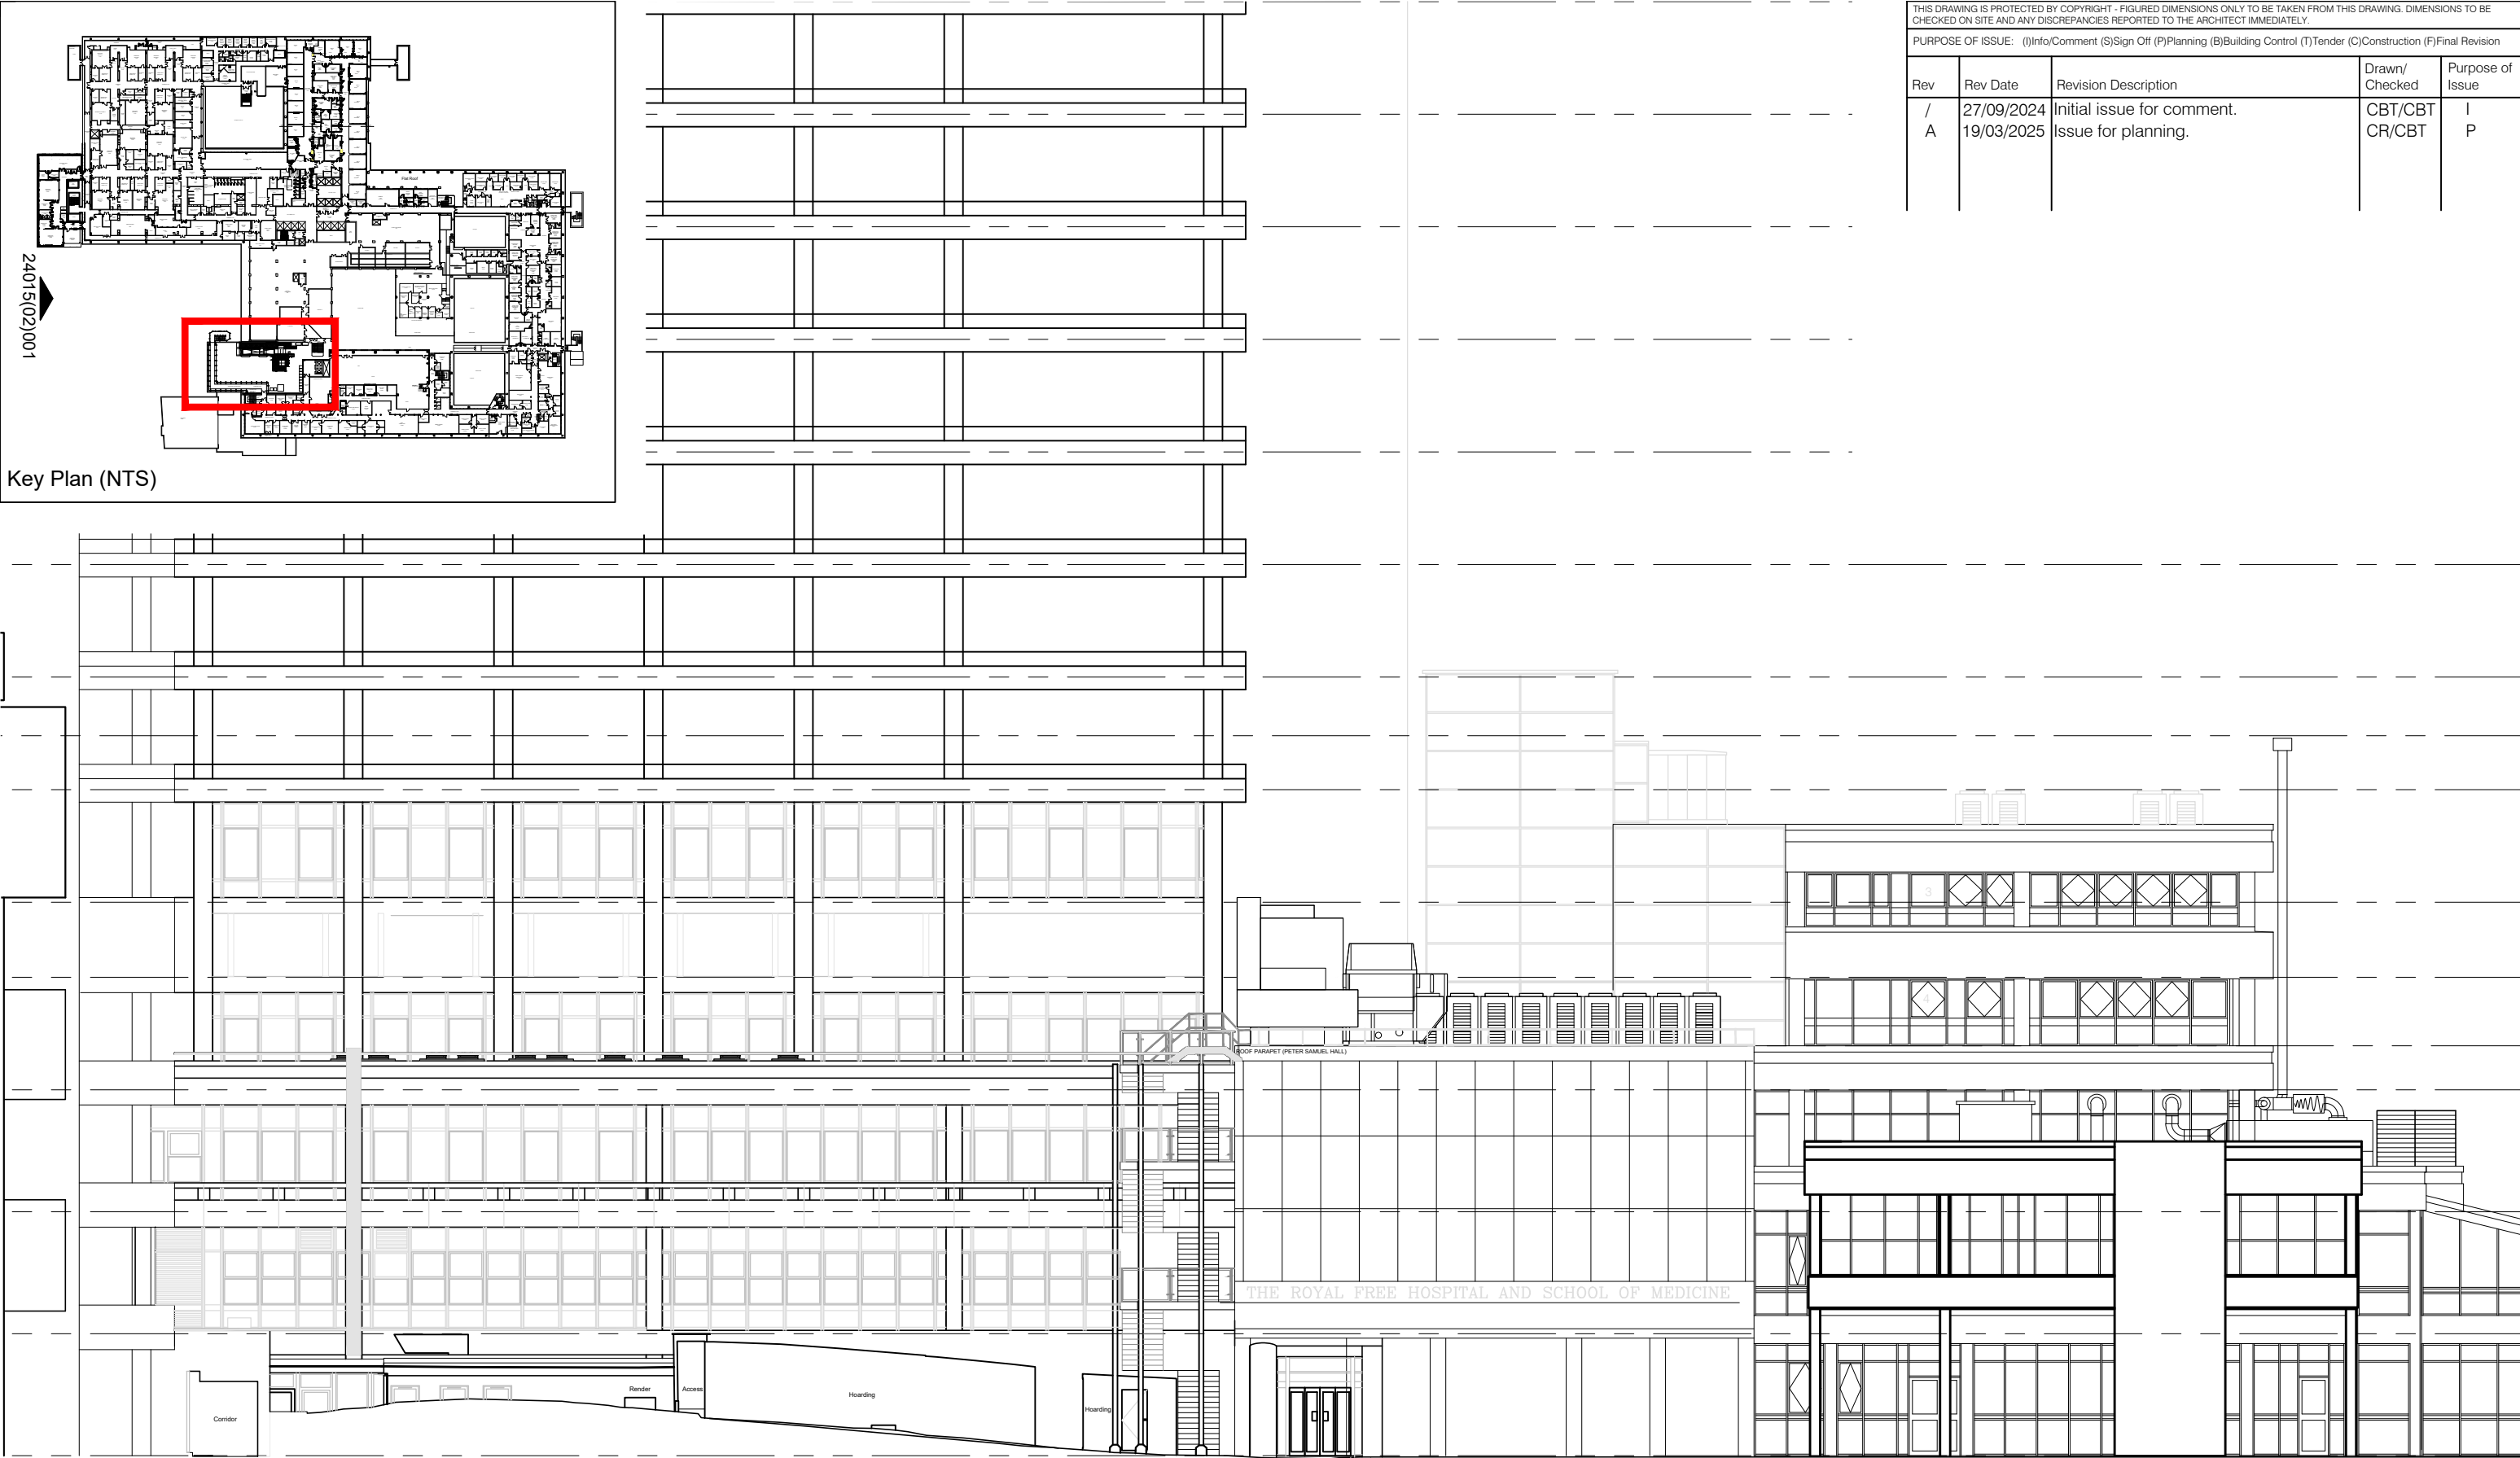 THIS DRAWING IS PROTECTED BY COPYRIGHT - FIGURED DIMENSIONS ONLY TO BE TAKEN FROM THIS DRAWING. DIMENSIONS TO BE
CHECKED ON SITE AND ANY DISCREPANCIES REPORTED TO THE ARCHITECT IMMEDIATELY.
PURPOSE OF ISSUE: (I)Info/Comment (S)Sign Off (P)Planning (B)Building Control (T)Tender (C)Construction (F)Final Revision
Rev Rev Date Revision Description Drawn/ Checked Purpose of Issue
/ 27/09/2024 Initial issue for comment. CBT/CBT I
A 19/03/2025 Issue for planning. CR/CBT P
Flat Roof
24015(02)001
Key Plan (NTS)
3
4
ROOF PARAPET (PETER SAMUEL HALL)
THE ROYAL FREE HOSPITAL AND SCHOOL OF MEDICINE
Render
Access
Hoarding
Hoarding
Corridor